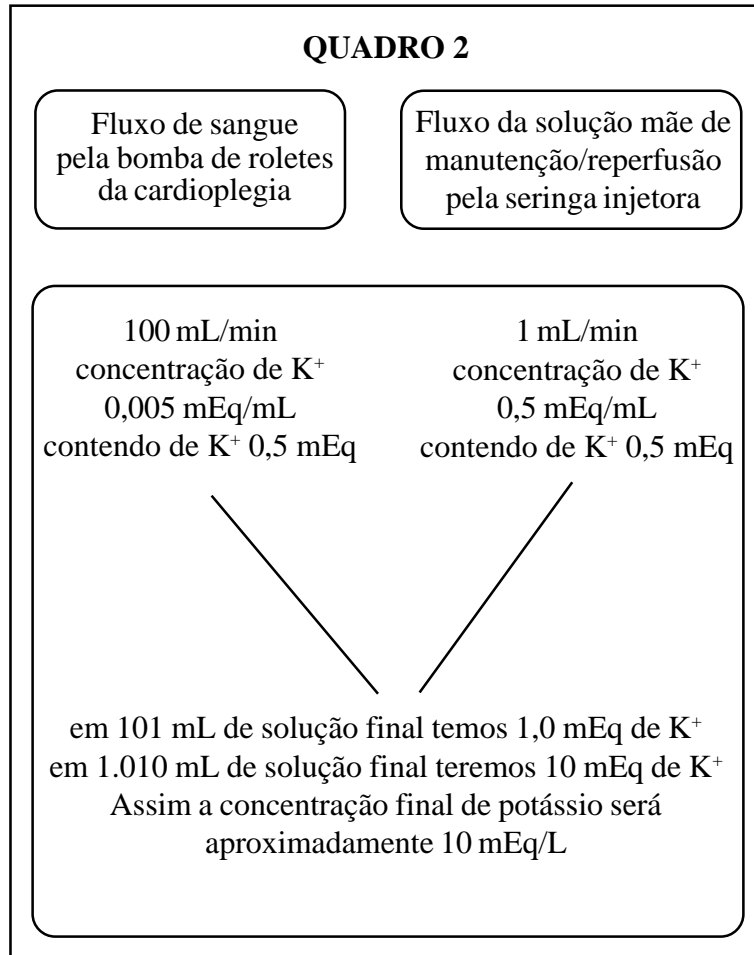 QUADRO 2
Fluxo de sangue
pela bomba de roletes
da cardioplegia
Fluxo da solução mãe de
manutenção/reperfusão
pela seringa injetora
100 mL/min
concentração de K⁺
0,005 mEq/mL
contendo de K⁺ 0,5 mEq
1 mL/min
concentração de K⁺
0,5 mEq/mL
contendo de K⁺ 0,5 mEq
em 101 mL de solução final temos 1,0 mEq de K⁺
em 1.010 mL de solução final teremos 10 mEq de K⁺
Assim a concentração final de potássio será
aproximadamente 10 mEq/L